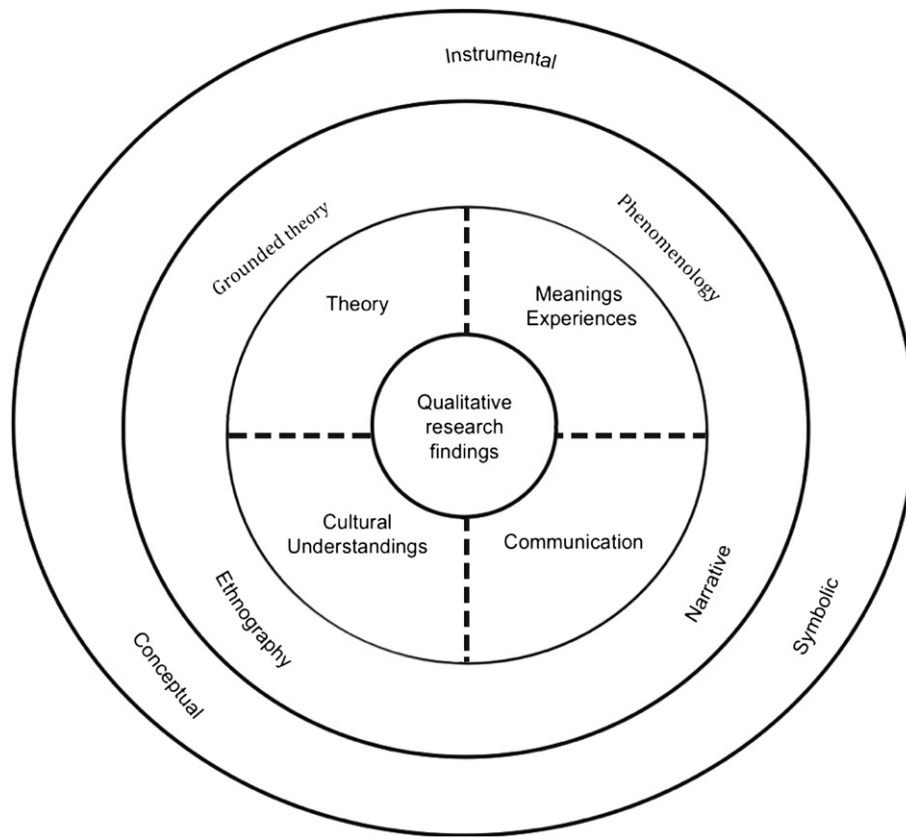 Instrumental
Grounded theory
Phenomenology
Theory
Meanings
Experiences
Qualitative
research
findings
Cultural
Understandings
Communication
Ethnography
Narrative
Conceptual
Symbolic